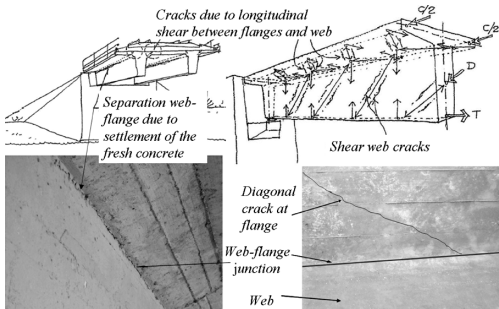 Cracks due to longitudinal
shear between flanges and web
C/2
C/2
D
T
Separation web-
flange due to
settlement of the
fresh concrete
Shear web cracks
Diagonal
crack at
flange
Web-flange
junction
Web